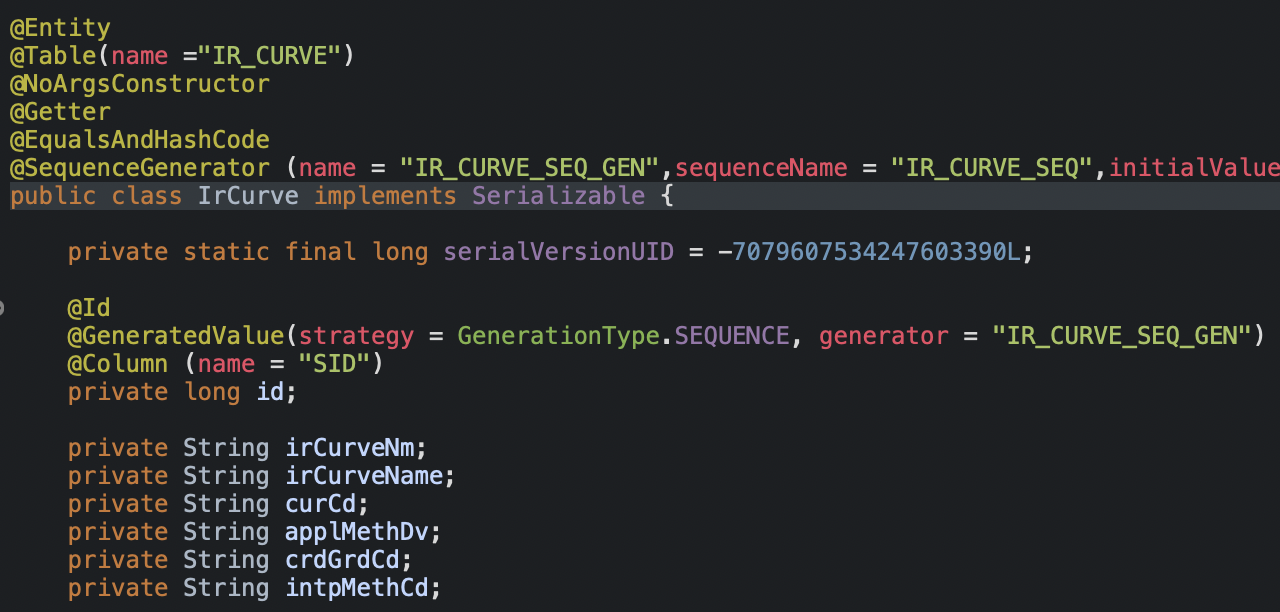 @Entity
@Table(name ="IR_CURVE")
@NoArgsConstructor
@Getter
@EqualsAndHashCode
@SequenceGenerator (name = "IR_CURVE_SEQ_GEN",sequenceName = "IR_CURVE_SEQ",initialValue
public class IrCurve implements Serializable {
private static final long serialVersionUID = -7079607534247603390L;
@Id
@GeneratedValue(strategy = GenerationType.SEQUENCE, generator = "IR_CURVE_SEQ_GEN")
@Column (name = "SID")
private long id;
private String irCurveNm;
private String irCurveName;
private String curCd;
private String applMethDv;
private String crdGrdCd;
private String intpMethCd;